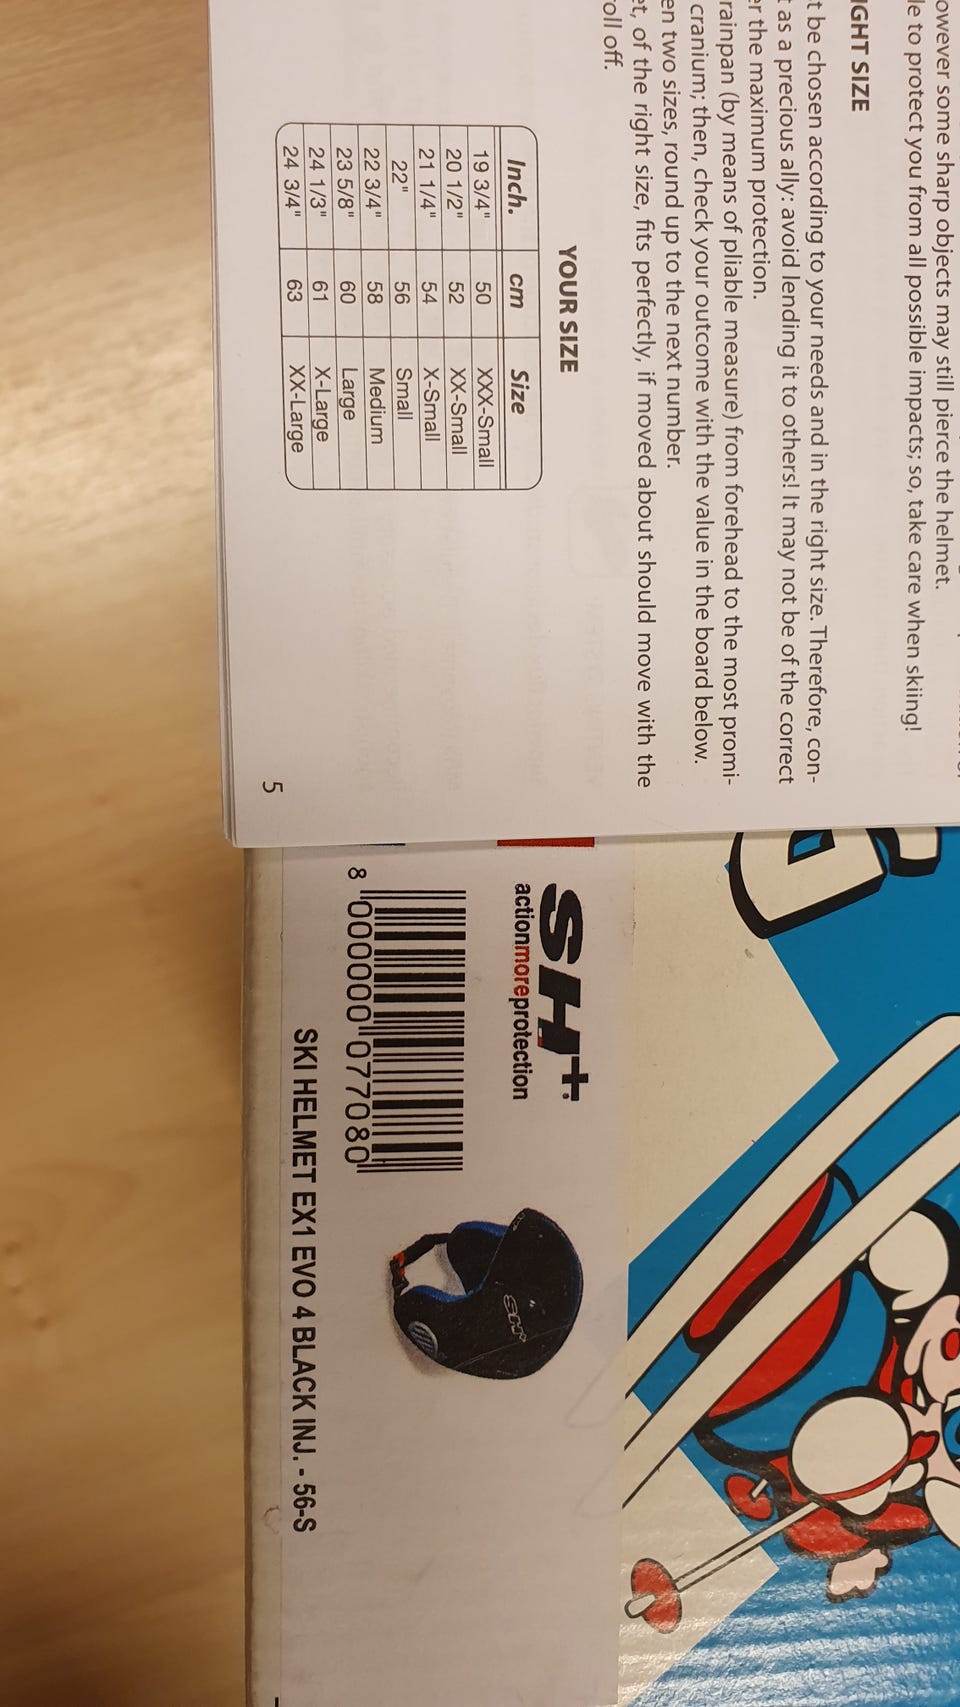 owever some sharp objects may still pierce the helmet.
le to protect you from all possible impacts; so, take care when skiing!
IGHT SIZE
t be chosen according to your needs and in the right size. Therefore, con-
t as a precious ally: avoid lending it to others! It may not be of the correct
er the maximum protection.
rainpan (by means of pliable measure) from forehead to the most promi-
cranium; then, check your outcome with the value in the board below.
en two sizes, round up to the next number.
et, of the right size, fits perfectly, if moved about should move with the
roll off.
YOUR SIZE
Inch. cm Size
19 3/4" 50 XXX-Small
20 1/2" 52 XX-Small
21 1/4" 54 X-Small
22" 56 Small
22 3/4" 58 Medium
23 5/8" 60 Large
24 1/3" 61 X-Large
24 3/4" 63 XX-Large
5
SH+
actionmoreprotection
8 000000 077080
SKI HELMET EX1 EVO 4 BLACK INJ. - 56-S
SH+